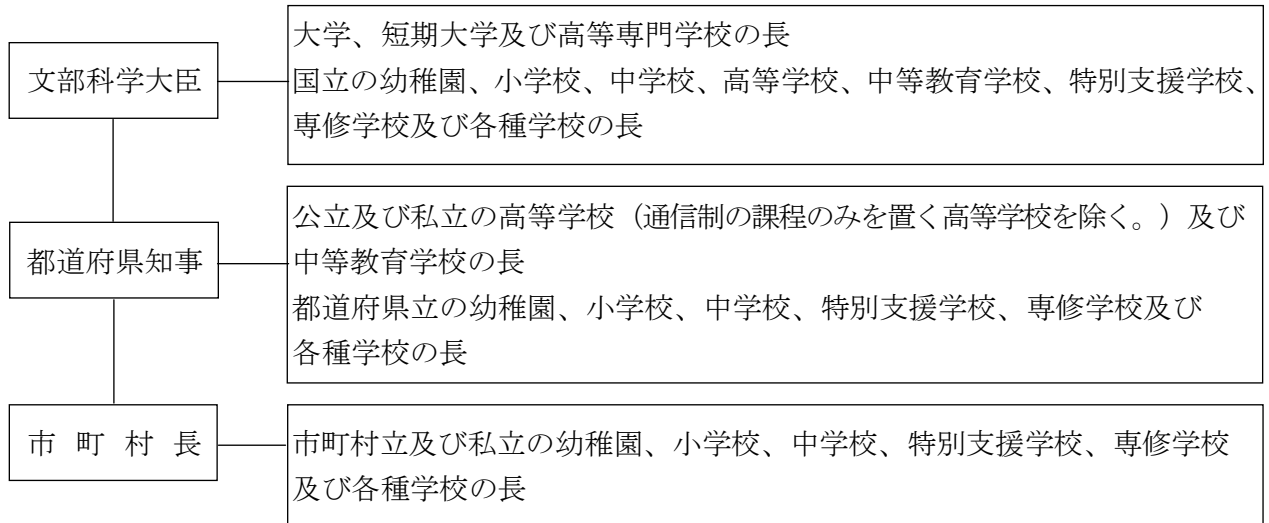 文部科学大臣
大学、短期大学及び高等専門学校の長
国立の幼稚園、小学校、中学校、高等学校、中等教育学校、特別支援学校、
専修学校及び各種学校の長
都道府県知事
公立及び私立の高等学校（通信制の課程のみを置く高等学校を除く。）及び
中等教育学校の長
都道府県立の幼稚園、小学校、中学校、特別支援学校、専修学校及び
各種学校の長
市町村長
市町村立及び私立の幼稚園、小学校、中学校、特別支援学校、専修学校
及び各種学校の長